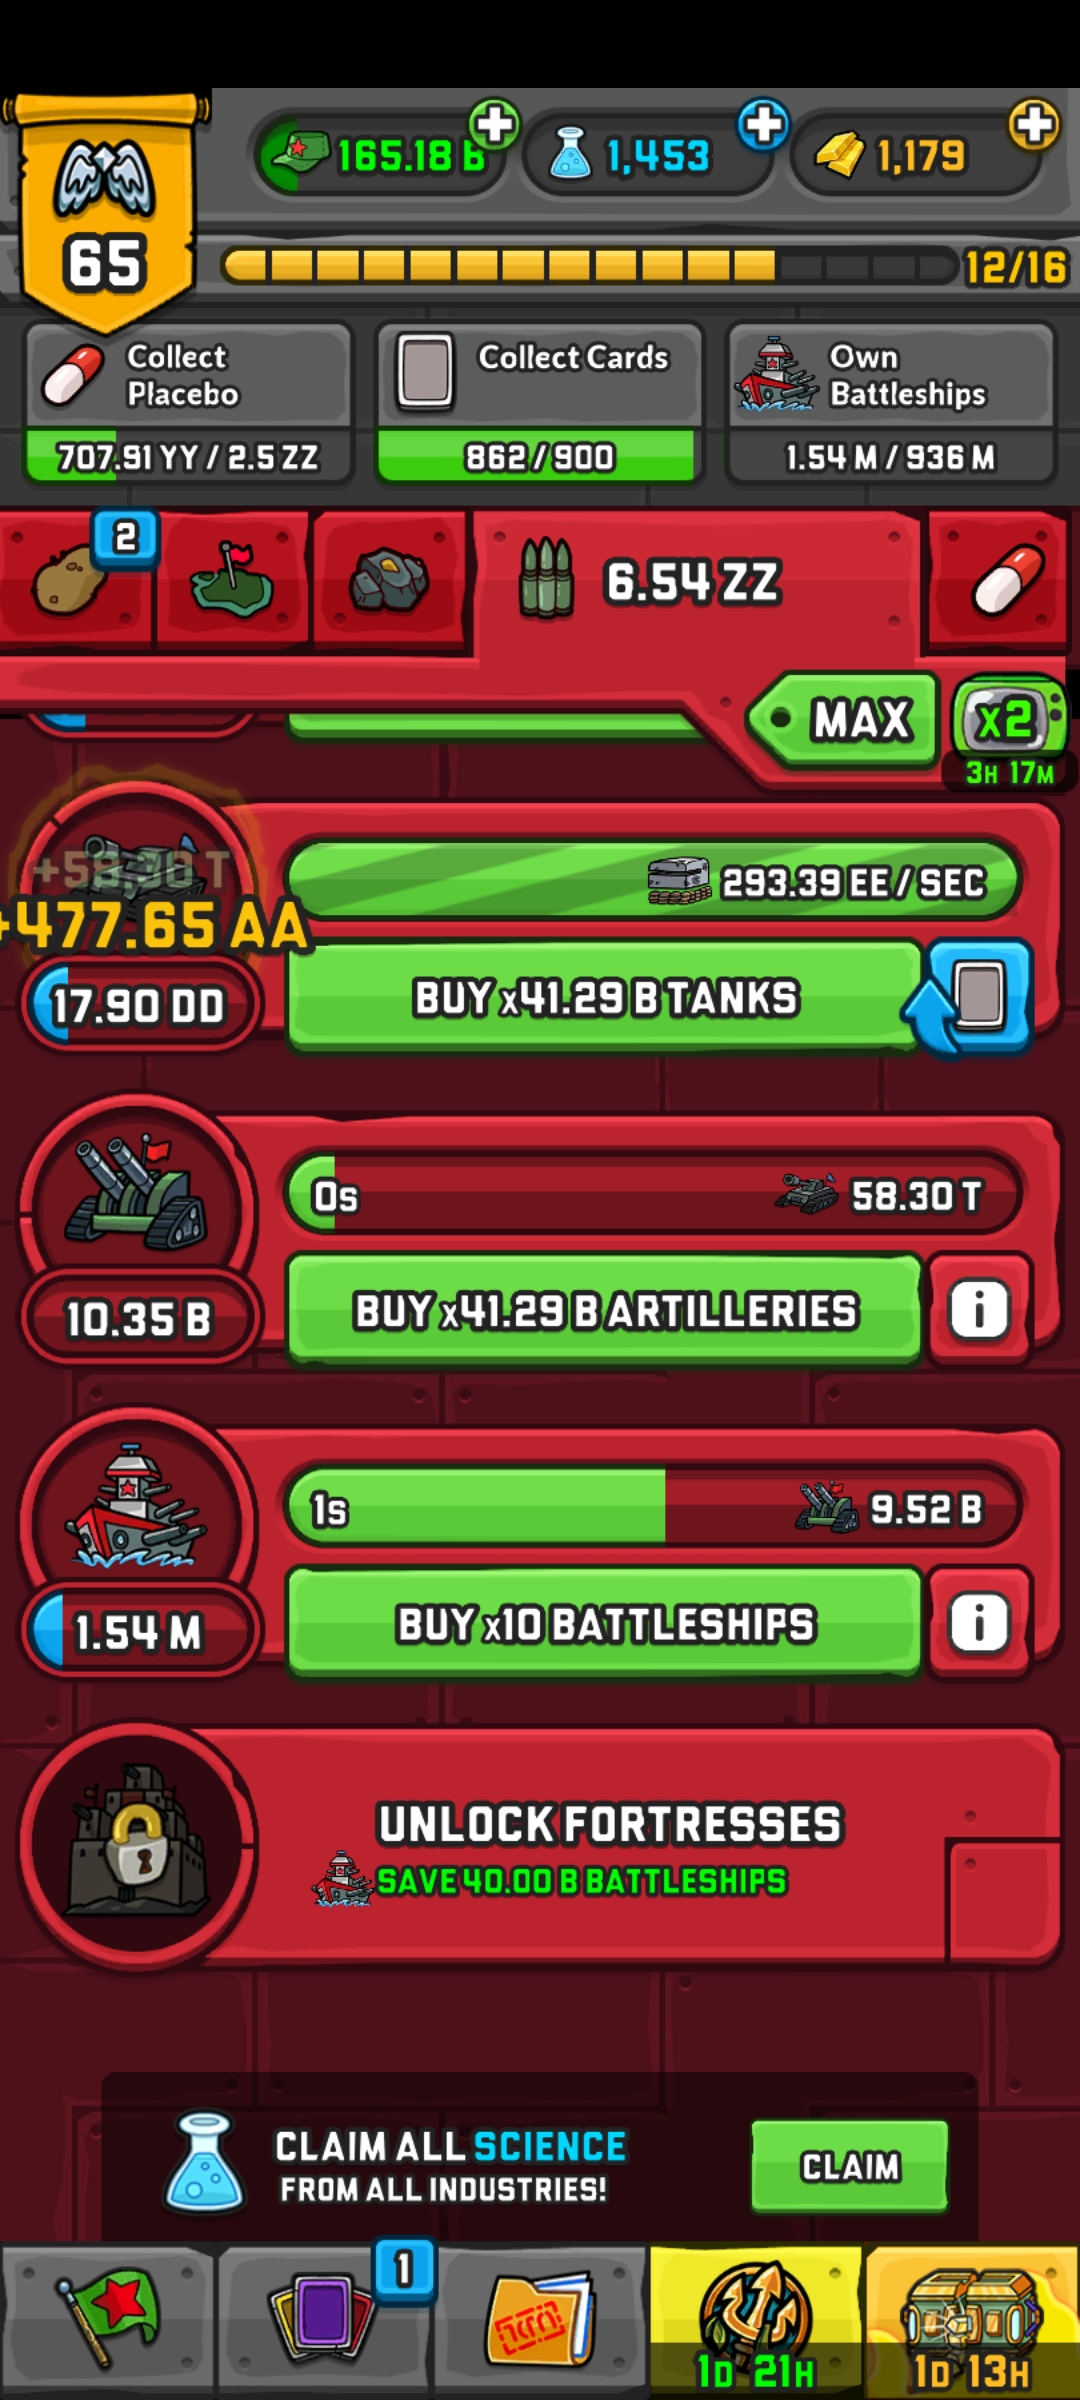 165.18 B
1,453
1,179
65
12/16
Collect
Placebo
707.91 YY / 2.5 ZZ
Collect Cards
862/900
Own
Battleships
1.54 M / 936 M
2
6.54 ZZ
MAX
x2
3H 17M
+58.30 T
+477.65 AA
293.39 EE / SEC
17.90 DD
BUY x41.29 B TANKS
0s
58.30 T
10.35 B
BUY x41.29 B ARTILLERIES
i
1s
9.52 B
1.54 M
BUY x10 BATTLESHIPS
i
UNLOCK FORTRESSES
SAVE 40.00 B BATTLESHIPS
CLAIM ALL SCIENCE
FROM ALL INDUSTRIES!
CLAIM
1
1D 21H
1D 13H